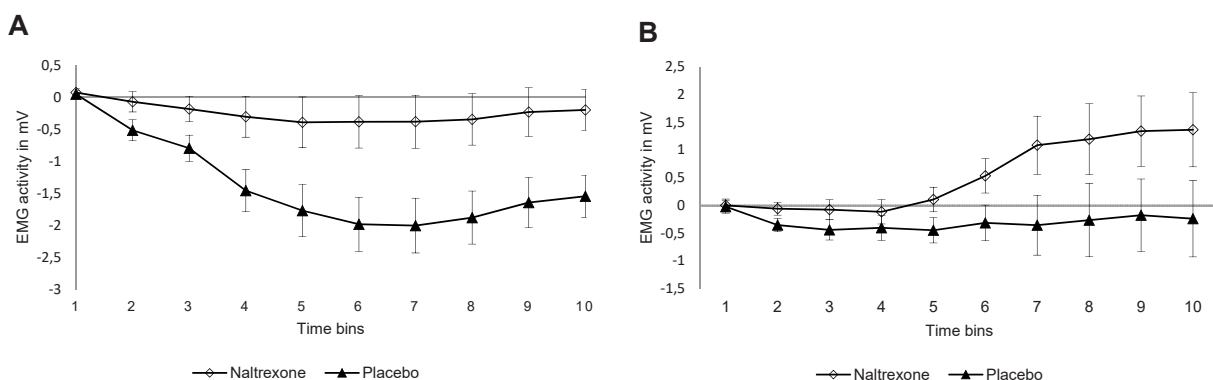 A
EMG activity in mV
0,5
0
-0,5
-1
-1,5
-2
-2,5
-3
1 2 3 4 5 6 7 8 9 10
Time bins
Naltrexone Placebo
B
EMG activity in mV
2,5
2
1,5
1
0,5
0
-0,5
-1
-1,5
1 2 3 4 5 6 7 8 9 10
Time bins
Naltrexone Placebo